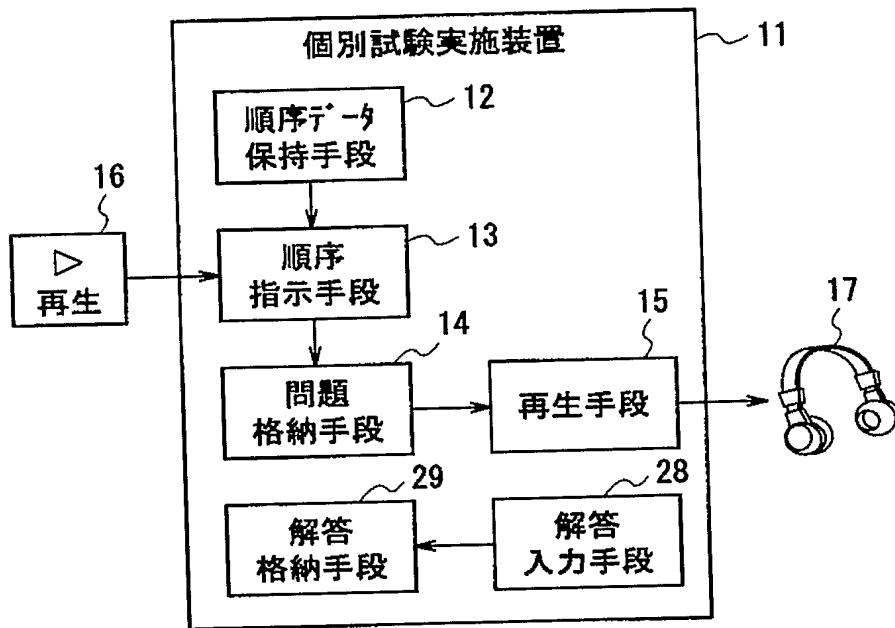 個別試験実施装置
11
順序データ
保持手段
12
16
▷
再生
順序
指示手段
13
問題
格納手段
14
再生手段
15
17
解答
格納手段
29
解答
入力手段
28